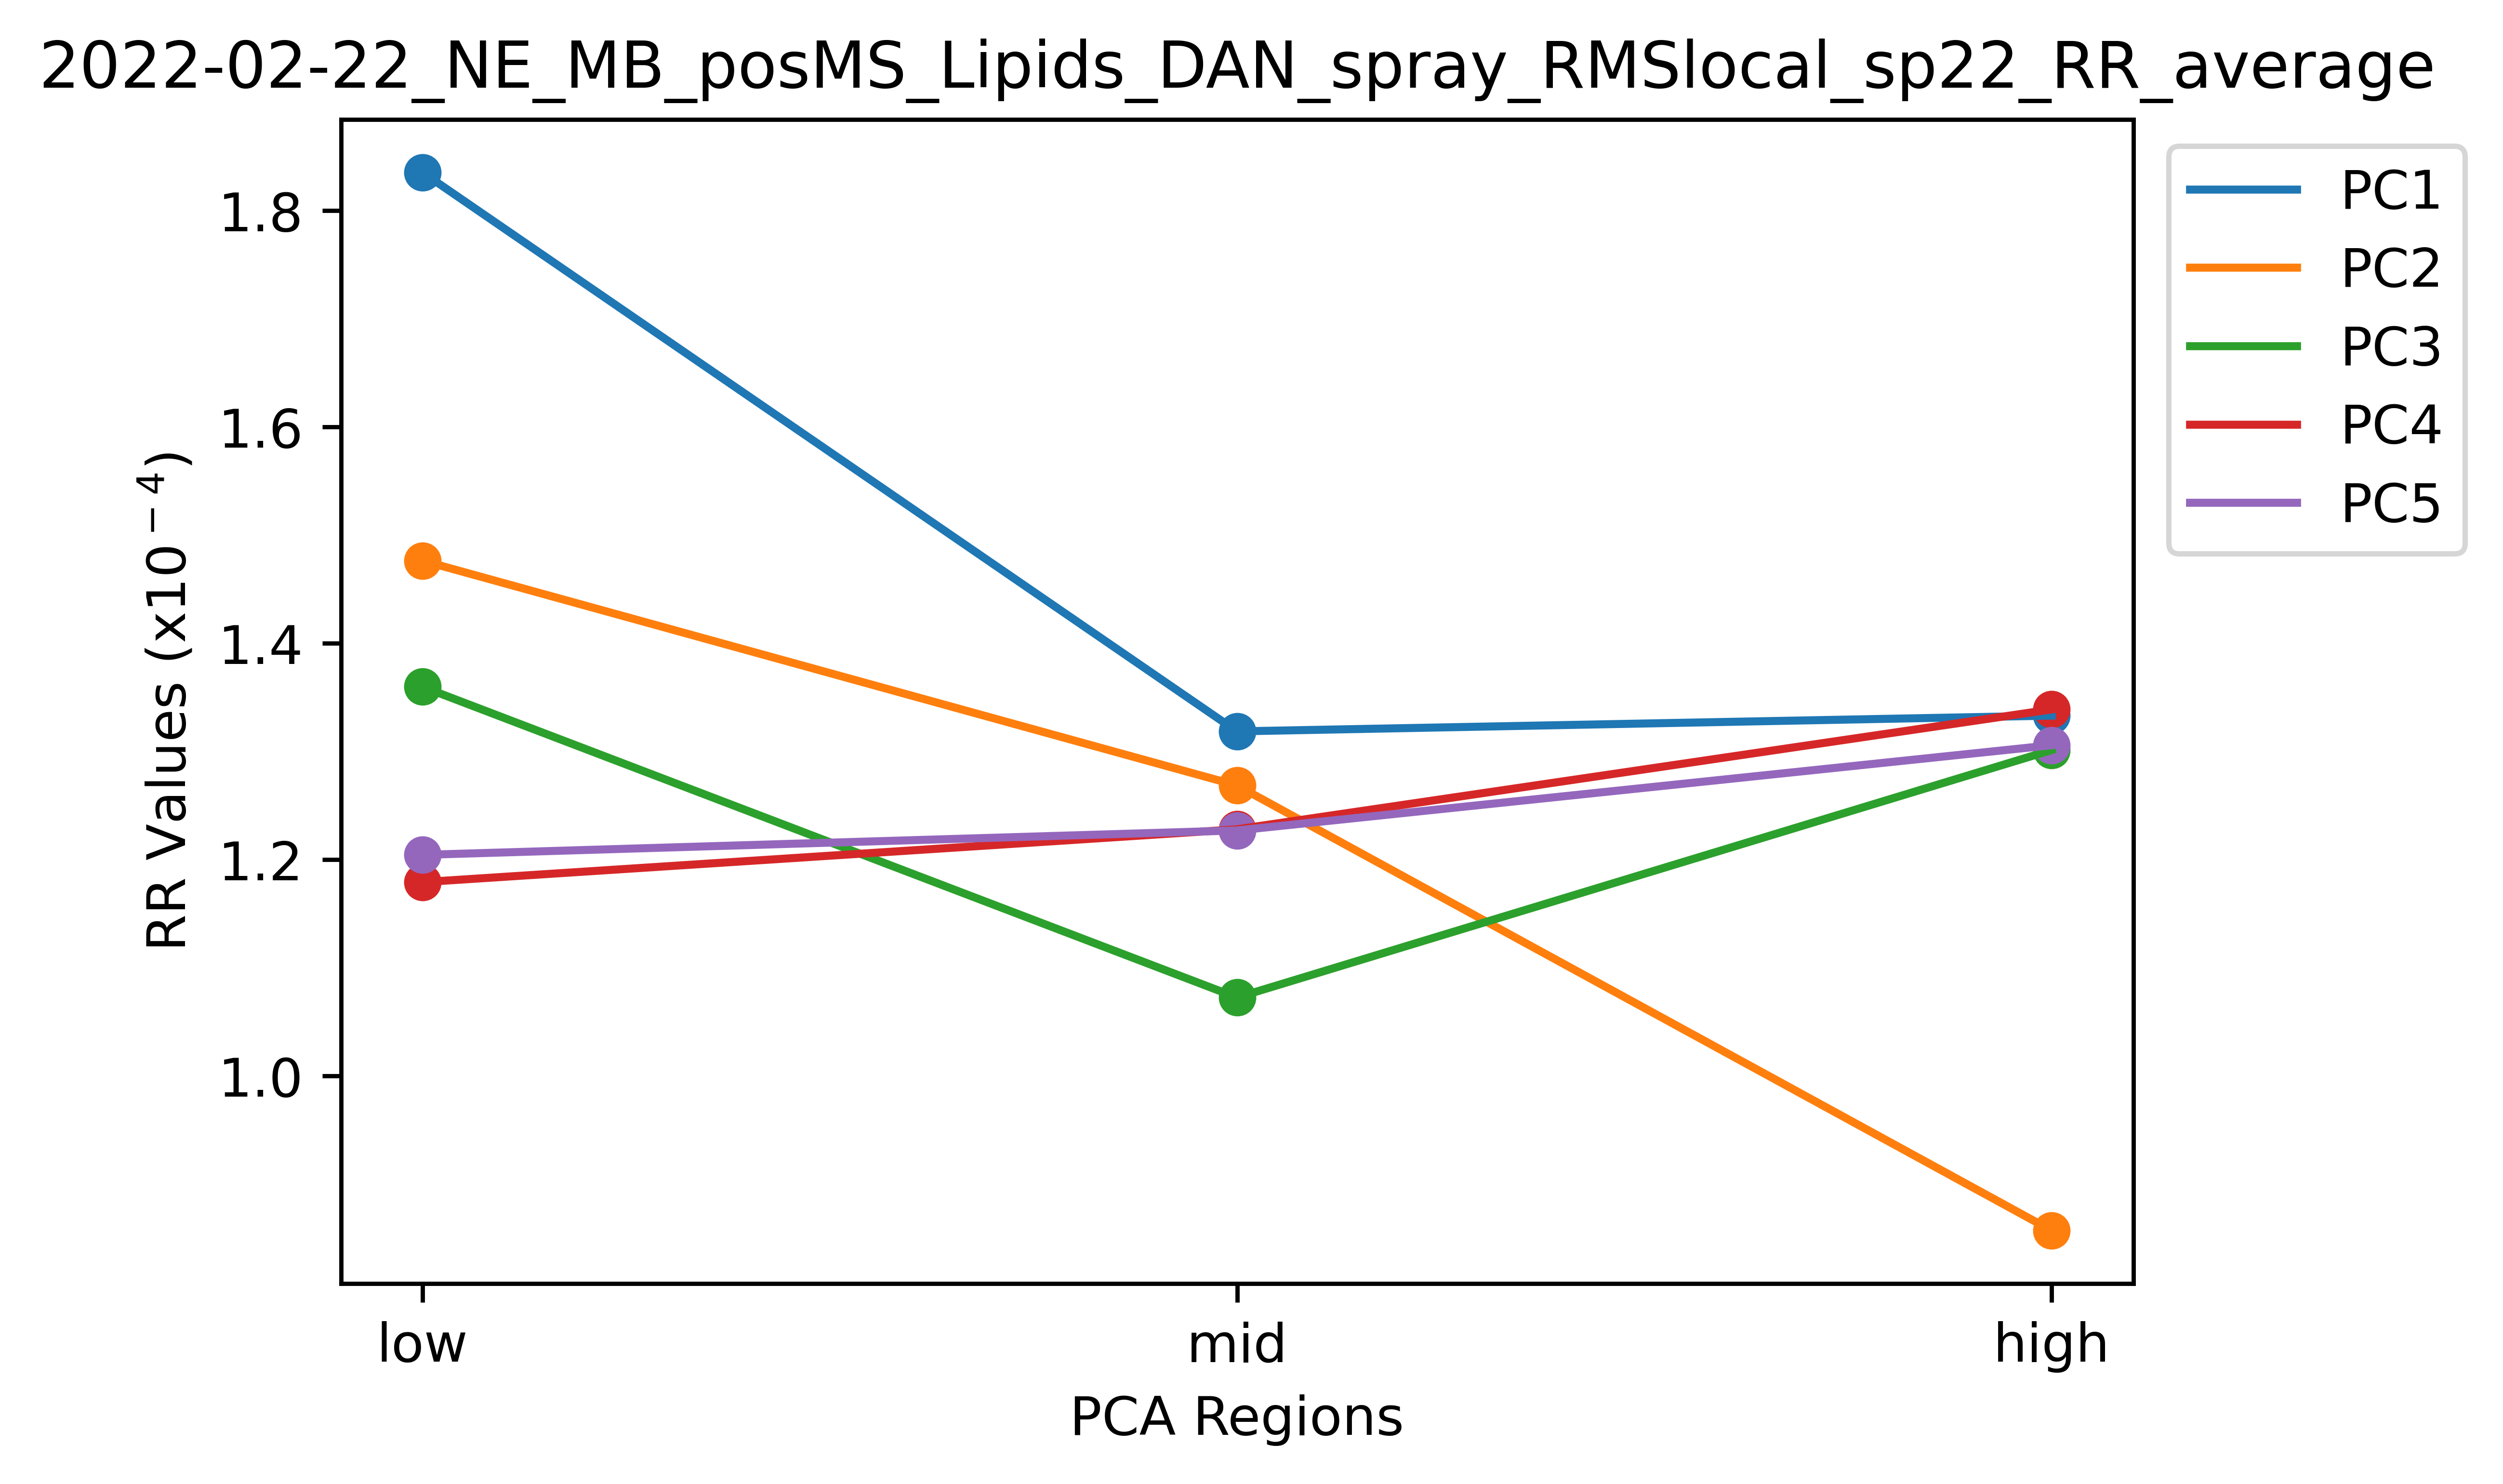 2022-02-22_NE_MB_posMS_Lipids_DAN_spray_RMSlocal_sp22_RR_average
RR Values (x10⁻⁴)
1.8
1.6
1.4
1.2
1.0
low
mid
high
PCA Regions
PC1
PC2
PC3
PC4
PC5